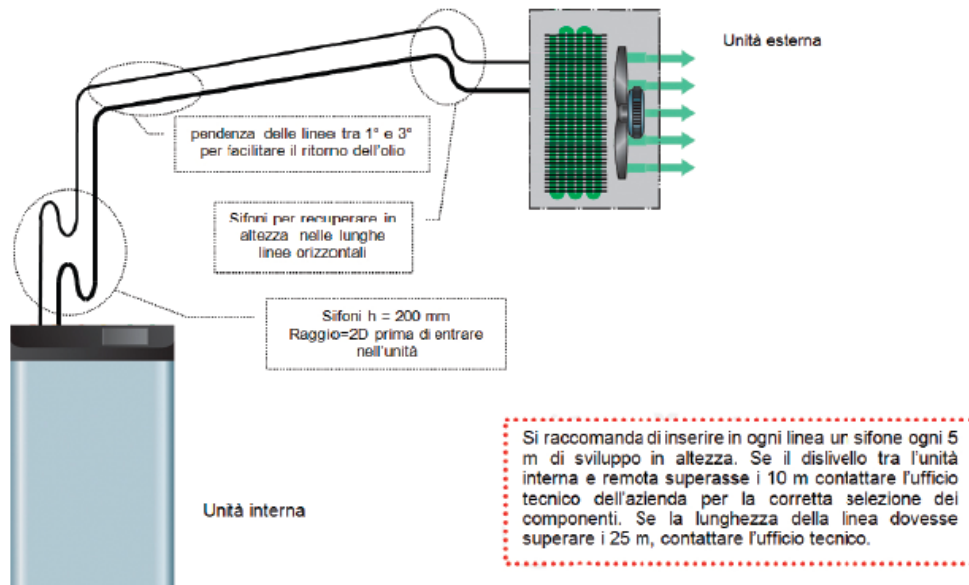 Unità esterna
pendenza delle linee tra 1° e 3°
per facilitare il ritorno dell'olio
Sifoni per recuperare in
altezza nelle lunghe
linee orizzontali
Sifoni h = 200 mm
Raggio=2D prima di entrare
nell'unità
Unità interna
Si raccomanda di inserire in ogni linea un sifone ogni 5
m di sviluppo in altezza. Se il dislivello tra l'unità
interna e remota superasse i 10 m contattare l'ufficio
tecnico dell'azienda per la corretta selezione dei
componenti. Se la lunghezza della linea dovesse
superare i 25 m, contattare l'ufficio tecnico.